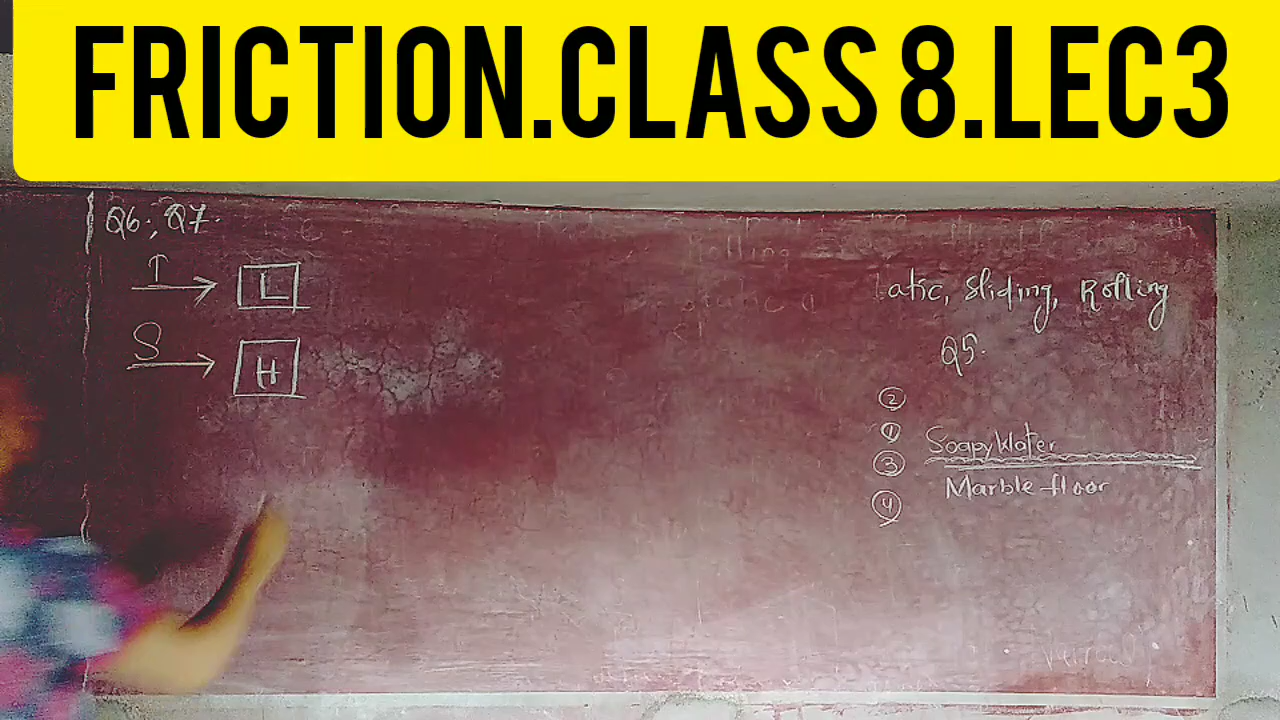 FRICTION.CLASS 8.LEC3
Q6., Q7.
I
L
S
H
atic, Sliding, Rolling
Q5.
②
①
③
④
Soapy Water
Marble floor